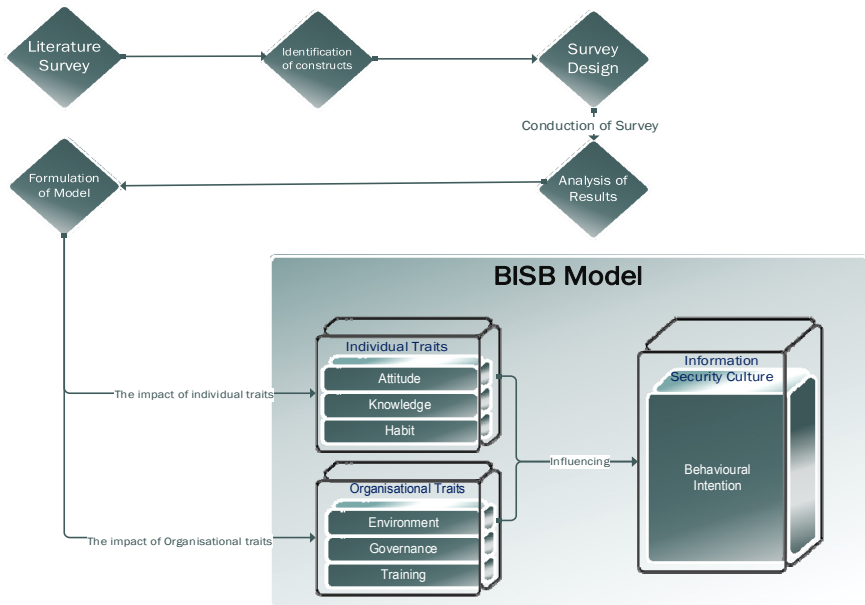 Literature
Survey
Identification
of constructs
Survey
Design
Conduction of Survey
Formulation
of Model
Analysis of
Results
BISB Model
Individual Traits
Attitude
Knowledge
Habit
The impact of individual traits
Organisational Traits
Environment
Governance
Training
The impact of Organisational traits
Influencing
Information
Security Culture
Behavioural
Intention